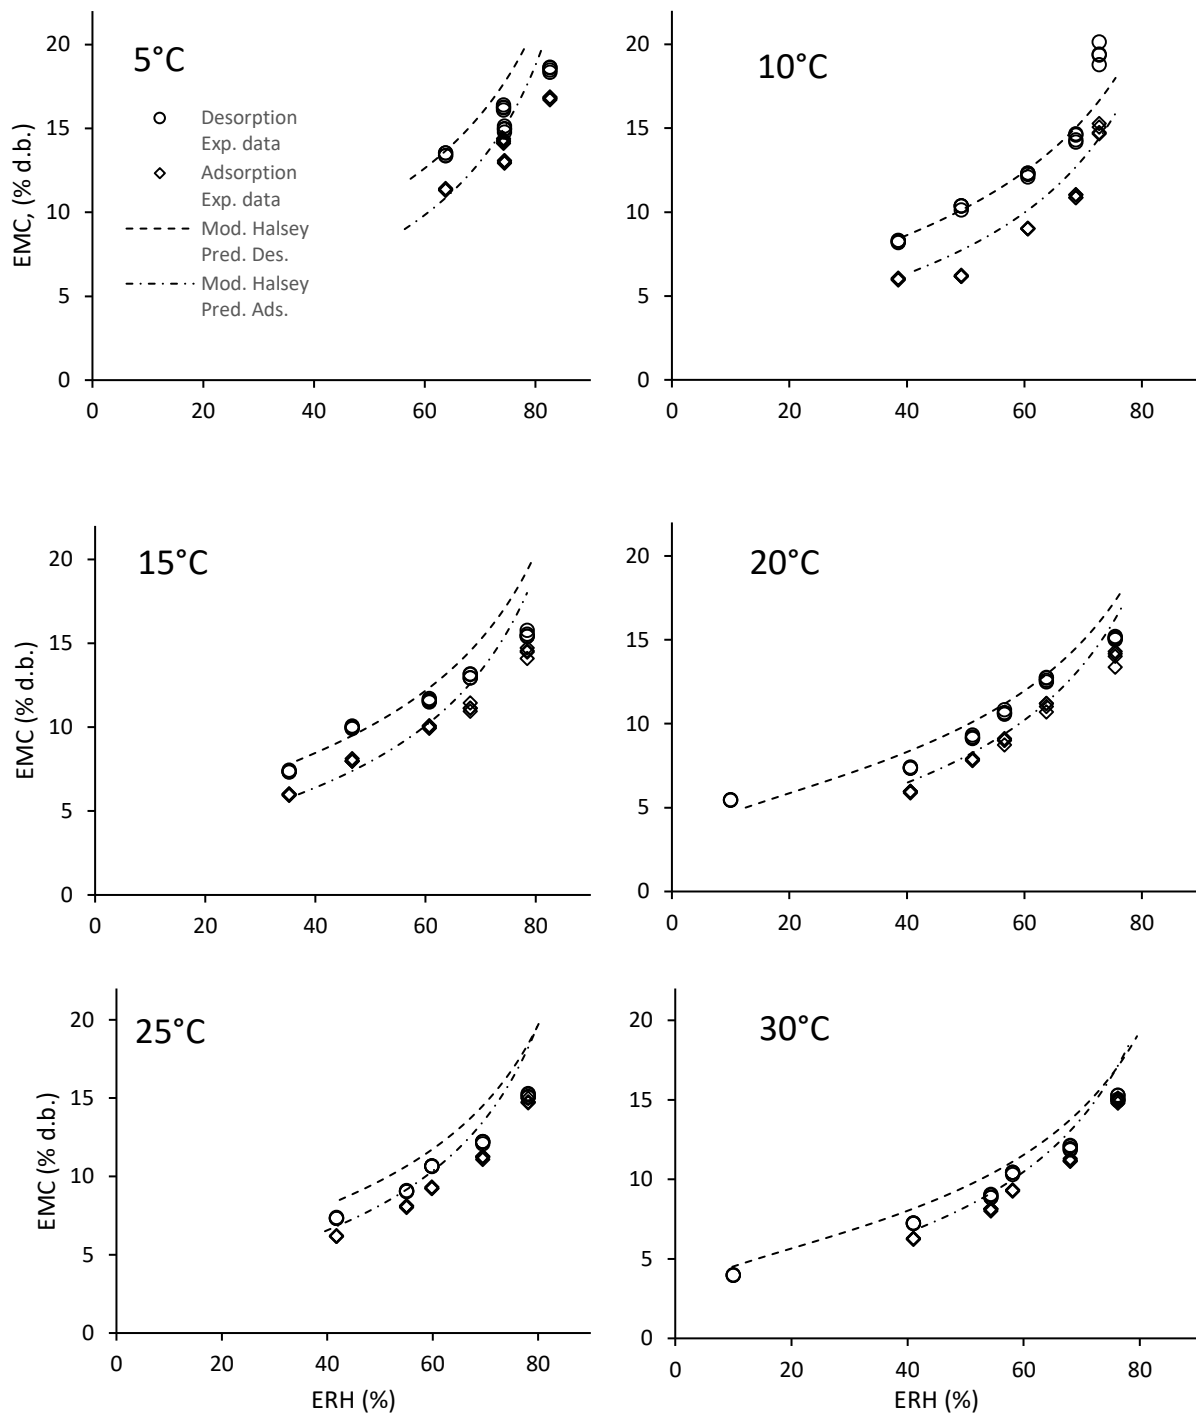 5°C
Desorption
Exp. data
Adsorption
Exp. data
Mod. Halsey
Pred. Des.
Mod. Halsey
Pred. Ads.
EMC, (% d.b.)
20
15
10
5
0
0 20 40 60 80
10°C
20
15
10
5
0
0 20 40 60 80
15°C
EMC (% d.b.)
20
15
10
5
0
0 20 40 60 80
20°C
20
15
10
5
0
0 20 40 60 80
25°C
EMC (% d.b.)
20
15
10
5
0
0 20 40 60 80
ERH (%)
30°C
20
15
10
5
0
0 20 40 60 80
ERH (%)